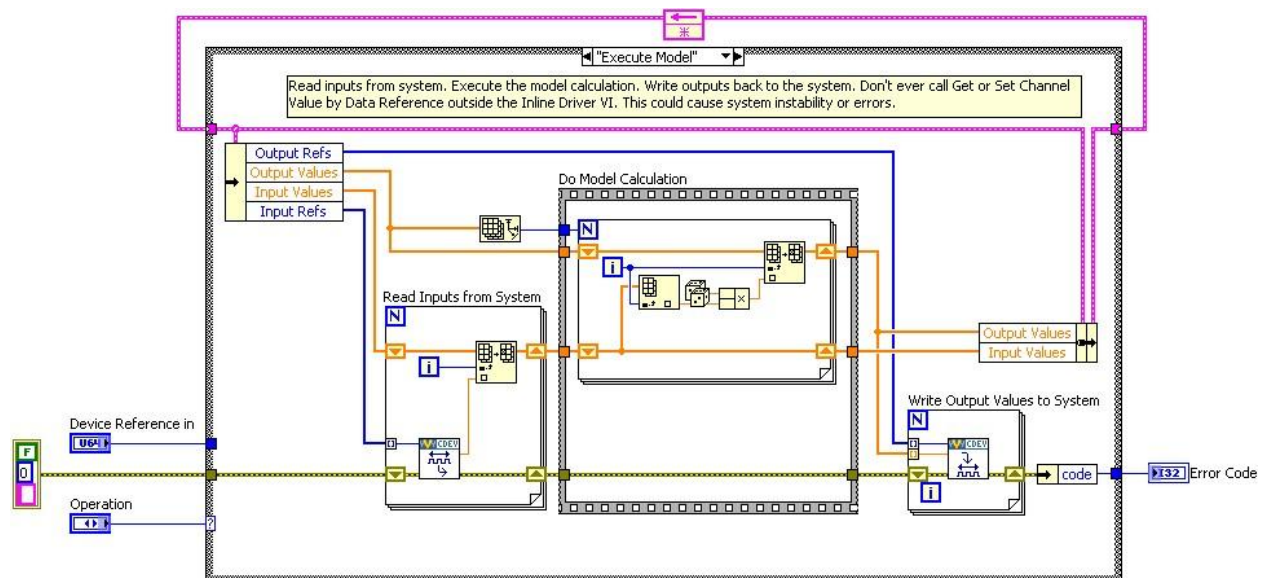 "Execute Model"
Read inputs from system. Execute the model calculation. Write outputs back to the system. Don't ever call Get or Set Channel
Value by Data Reference outside the Inline Driver VI. This could cause system instability or errors.
Output Refs
Output Values
Input Values
Input Refs
Do Model Calculation
N
i
Read Inputs from System
N
i
CDEV
Output Values
Input Values
Write Output Values to System
N
CDEV
i
code
I32
Error Code
Device Reference in
U64
F
0
Operation
?